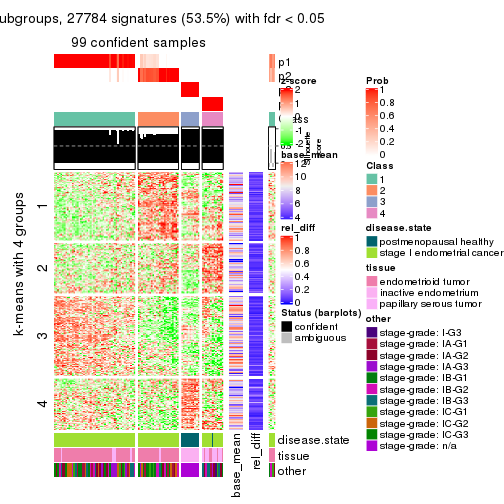 ubgroups, 27784 signatures (53.5%) with fdr < 0.05
99 confident samples
p1
p2
z-score
2
1
0
-1
-2
base_mean
12
10
8
6
4
rel_diff
1
0.8
0.6
0.4
0.2
0
Status (barplots)
confident
ambiguous
k-means with 4 groups
1
2
3
4
base_mean
rel_diff
disease.state
tissue
other
Prob
1
0.8
0.6
0.4
0.2
0
Class
1
2
3
4
disease.state
postmenopausal healthy
stage I endometrial cancer
tissue
endometrioid tumor
inactive endometrium
papillary serous tumor
other
stage-grade: I-G3
stage-grade: IA-G1
stage-grade: IA-G2
stage-grade: IA-G3
stage-grade: IB-G1
stage-grade: IB-G2
stage-grade: IB-G3
stage-grade: IC-G1
stage-grade: IC-G2
stage-grade: IC-G3
stage-grade: n/a